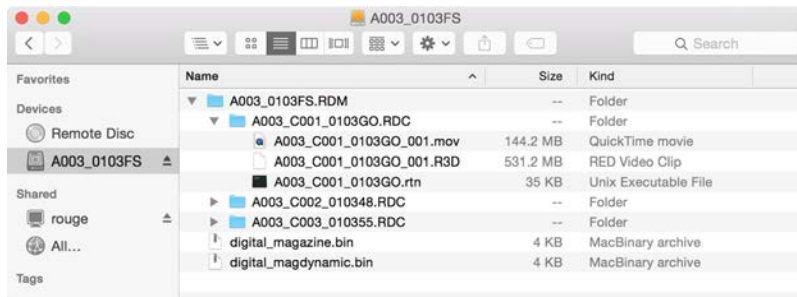 A003_0103FS
Search
Favorites
Devices
Remote Disc
A003_0103FS
Shared
rouge
All...
Tags
Name Size Kind
A003_0103FS.RDM -- Folder
A003_C001_0103GO.RDC -- Folder
A003_C001_0103GO_001.mov 144.2 MB QuickTime movie
A003_C001_0103GO_001.R3D 531.2 MB RED Video Clip
A003_C001_0103GO.rtn 35 KB Unix Executable File
A003_C002_010348.RDC -- Folder
A003_C003_010355.RDC -- Folder
digital_magazine.bin 4 KB MacBinary archive
digital_magdynamic.bin 4 KB MacBinary archive